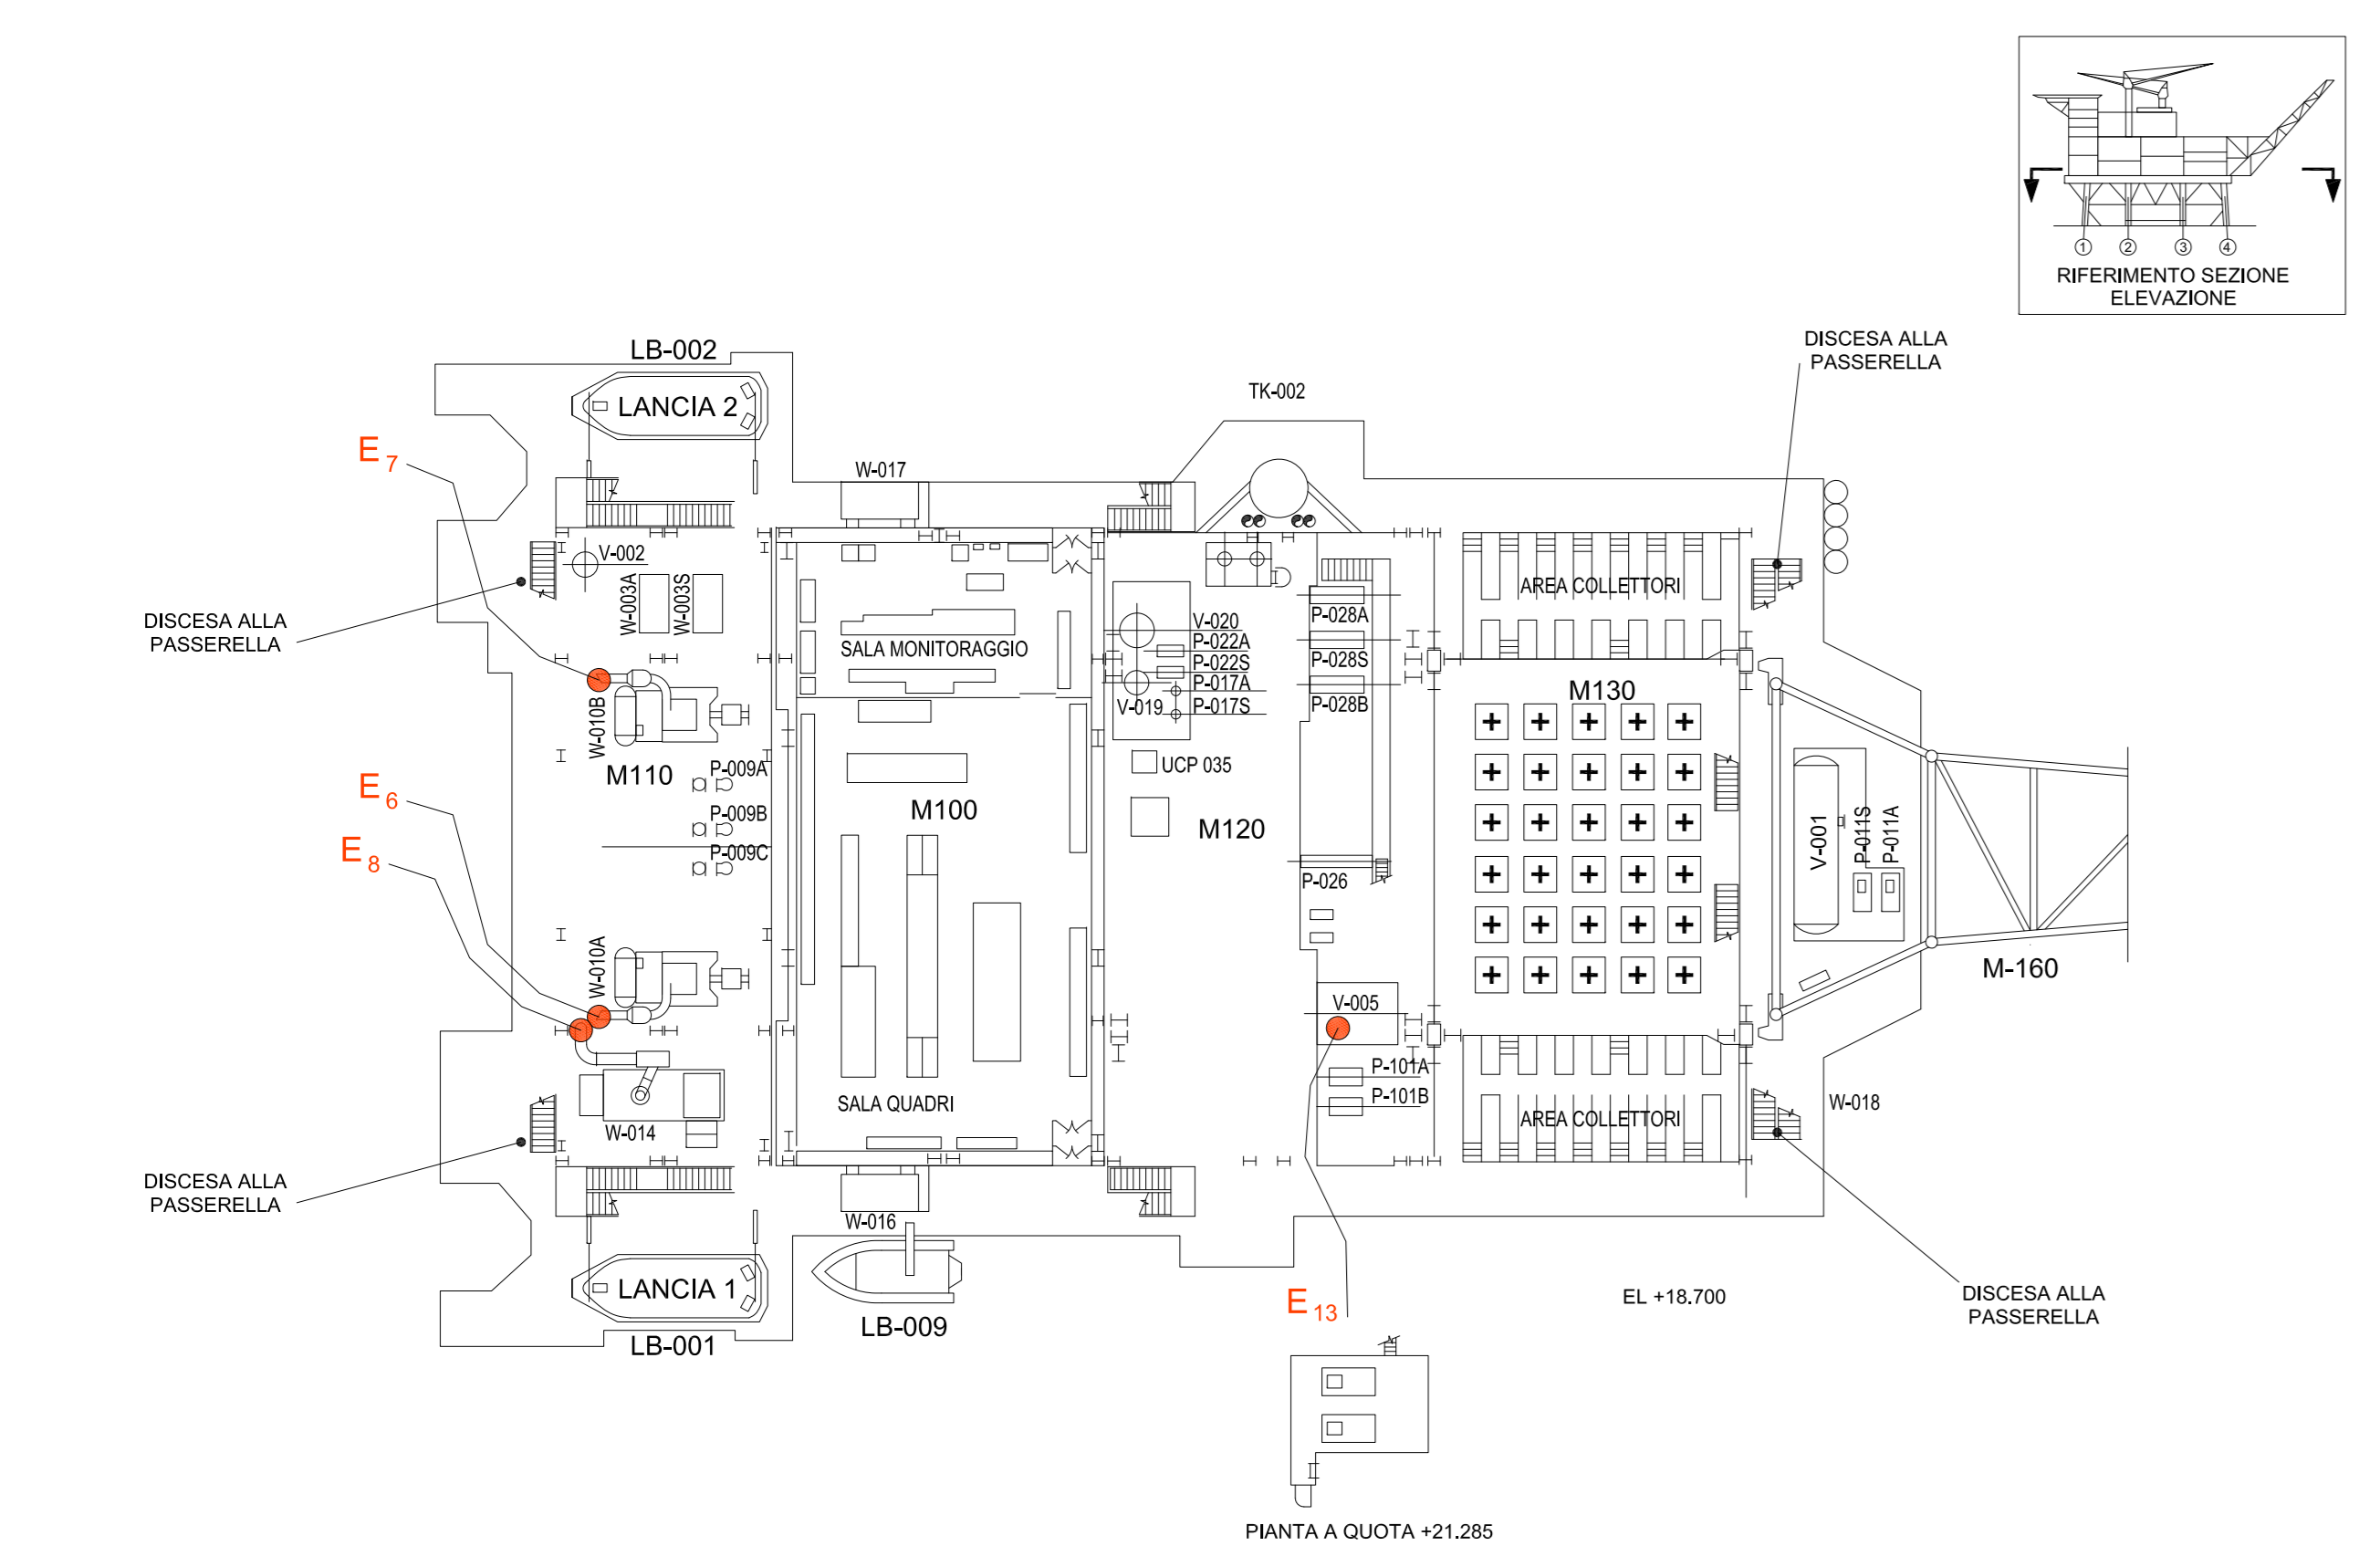 1 2 3 4
RIFERIMENTO SEZIONE
ELEVAZIONE
DISCESA ALLA
PASSERELLA
LB-002
LANCIA 2
TK-002
E 7
W-017
V-002
W-003A
W-003S
DISCESA ALLA
PASSERELLA
AREA COLLETTORI
P-028A
V-020
P-022A
P-022S
P-017A
P-017S
V-019
SALA MONITORAGGIO
P-028S
P-028B
M130
W-010B
M110
P-009A
P-009B
P-009C
E 6
E 8
M100
UCP 035
M120
P-026
V-001
P-011S
P-011A
M-160
W-010A
V-005
P-101A
P-101B
SALA QUADRI
AREA COLLETTORI
W-018
W-014
DISCESA ALLA
PASSERELLA
W-016
LANCIA 1
LB-001
LB-009
E 13
EL +18.700
DISCESA ALLA
PASSERELLA
PIANTA A QUOTA +21.285